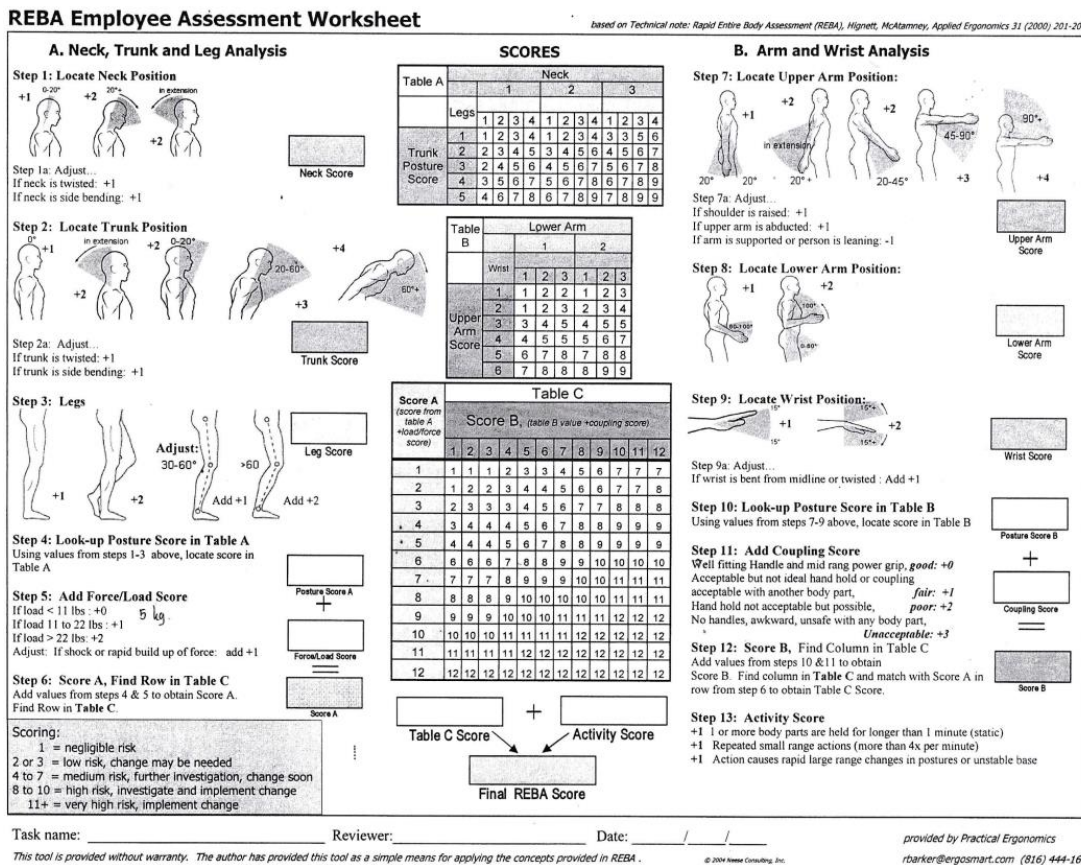 REBA Employee Assessment Worksheet
based on Technical note: Rapid Entire Body Assessment (REBA), Hignett, McAtamney, Applied Ergonomics 31 (2000) 201-20
A. Neck, Trunk and Leg Analysis
Step 1: Locate Neck Position
+1 0-20° +2 20°+ in extension
+2
Neck Score
Step 1a: Adjust...
If neck is twisted: +1
If neck is side bending: +1
Step 2: Locate Trunk Position
0° +1 in extension +2 0-20° +4
+2 20-60° +3 60°+
Trunk Score
Step 2a: Adjust...
If trunk is twisted: +1
If trunk is side bending: +1
Step 3: Legs
Adjust:
30-60° >60
+1 +2 Add +1 Add +2
Leg Score
Step 4: Look-up Posture Score in Table A
Using values from steps 1-3 above, locate score in
Table A
Posture Score A
+
Step 5: Add Force/Load Score
If load < 11 lbs : +0 5 kg.
If load 11 to 22 lbs : +1
If load > 22 lbs: +2
Adjust: If shock or rapid build up of force: add +1
Force/Load Score
=
Step 6: Score A, Find Row in Table C
Add values from steps 4 & 5 to obtain Score A.
Find Row in Table C.
Score A
Scoring:
1 = negligible risk
2 or 3 = low risk, change may be needed
4 to 7 = medium risk, further investigation, change soon
8 to 10 = high risk, investigate and implement change
11+ = very high risk, implement change
SCORES
Table A Neck
1 2 3
Legs 1 2 3 4 1 2 3 4 1 2 3 4
Trunk Posture Score
1 1 2 3 4 1 2 3 4 3 3 5 6
2 2 3 4 5 3 4 5 6 4 5 6 7
3 2 4 5 6 4 5 6 7 5 6 7 8
4 3 5 6 7 5 6 7 8 6 7 8 9
5 4 6 7 8 6 7 8 9 7 8 9 9
Table B Lower Arm
1 2
Wrist 1 2 3 1 2 3
Upper Arm Score
1 1 2 2 1 2 3
2 1 2 3 2 3 4
3 3 4 5 4 5 5
4 4 5 5 5 6 7
5 6 7 8 7 8 8
6 7 8 8 8 9 9
Score A (score from table A +load/force score)
Table C
Score B, (table B value +coupling score)
1 2 3 4 5 6 7 8 9 10 11 12
1 1 1 1 2 3 3 4 5 6 7 7 7
2 1 2 2 3 4 4 5 6 6 7 7 8
3 2 3 3 3 4 5 6 7 7 8 8 8
4 3 4 4 4 5 6 7 8 8 9 9 9
5 4 4 4 5 6 7 8 8 9 9 9 9
6 6 6 6 7 8 8 9 9 10 10 10 10
7 7 7 7 8 9 9 9 10 10 11 11 11
8 8 8 8 9 10 10 10 10 10 11 11 11
9 9 9 9 10 10 10 11 11 11 12 12 12
10 10 10 10 11 11 11 11 12 12 12 12 12
11 11 11 11 11 12 12 12 12 12 12 12 12
12 12 12 12 12 12 12 12 12 12 12 12 12
+
Table C Score Activity Score
Final REBA Score
B. Arm and Wrist Analysis
Step 7: Locate Upper Arm Position:
+1 +2 +2 90°+
in extension 45-90°
20° 20° 20°+ 20-45° +3 +4
Step 7a: Adjust...
If shoulder is raised: +1
If upper arm is abducted: +1
If arm is supported or person is leaning: -1
Upper Arm
Score
Step 8: Locate Lower Arm Position:
+1 +2
60-100° 100° 0-60°
Lower Arm
Score
Step 9: Locate Wrist Position:
15° +1 15°+ +2
15° 15°+
Wrist Score
Step 9a: Adjust...
If wrist is bent from midline or twisted : Add +1
Step 10: Look-up Posture Score in Table B
Using values from steps 7-9 above, locate score in Table B
Posture Score B
+
Step 11: Add Coupling Score
Well fitting Handle and mid rang power grip, good: +0
Acceptable but not ideal hand hold or coupling
acceptable with another body part, fair: +1
Hand hold not acceptable but possible, poor: +2
No handles, awkward, unsafe with any body part,
Unacceptable: +3
Coupling Score
=
Step 12: Score B, Find Column in Table C
Add values from steps 10 &11 to obtain
Score B. Find column in Table C and match with Score A in
row from step 6 to obtain Table C Score.
Score B
Step 13: Activity Score
+1 1 or more body parts are held for longer than 1 minute (static)
+1 Repeated small range actions (more than 4x per minute)
+1 Action causes rapid large range changes in postures or unstable base
Task name: Reviewer: Date: / /
provided by Practical Ergonomics
This tool is provided without warranty. The author has provided this tool as a simple means for applying the concepts provided in REBA .
© 2004 Neese Consulting, Inc.
rbarker@ergosmart.com (816) 444-16